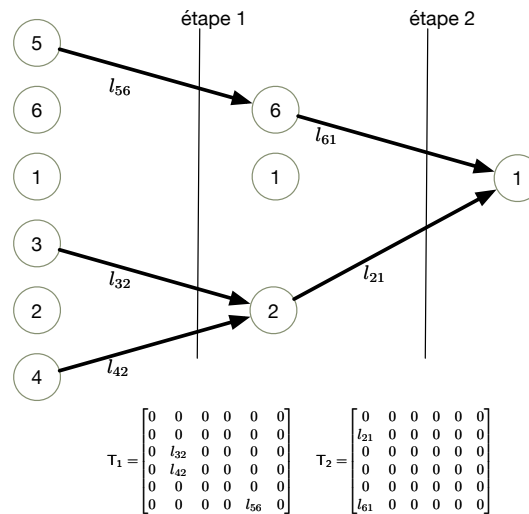 étape 1 étape 2
5
l₅₆
6 6
l₆₁
1 1 1
3
l₃₂ l₂₁
2 2
l₄₂
4
0 0 0 0 0 0 0 0 0 0 0 0
0 0 0 0 0 0 l₂₁ 0 0 0 0 0
0 l₃₂ 0 0 0 0 0 0 0 0 0 0
T₁ = T₂ =
0 l₄₂ 0 0 0 0 0 0 0 0 0 0
0 0 0 0 0 0 0 0 0 0 0 0
0 0 0 0 l₅₆ 0 l₆₁ 0 0 0 0 0